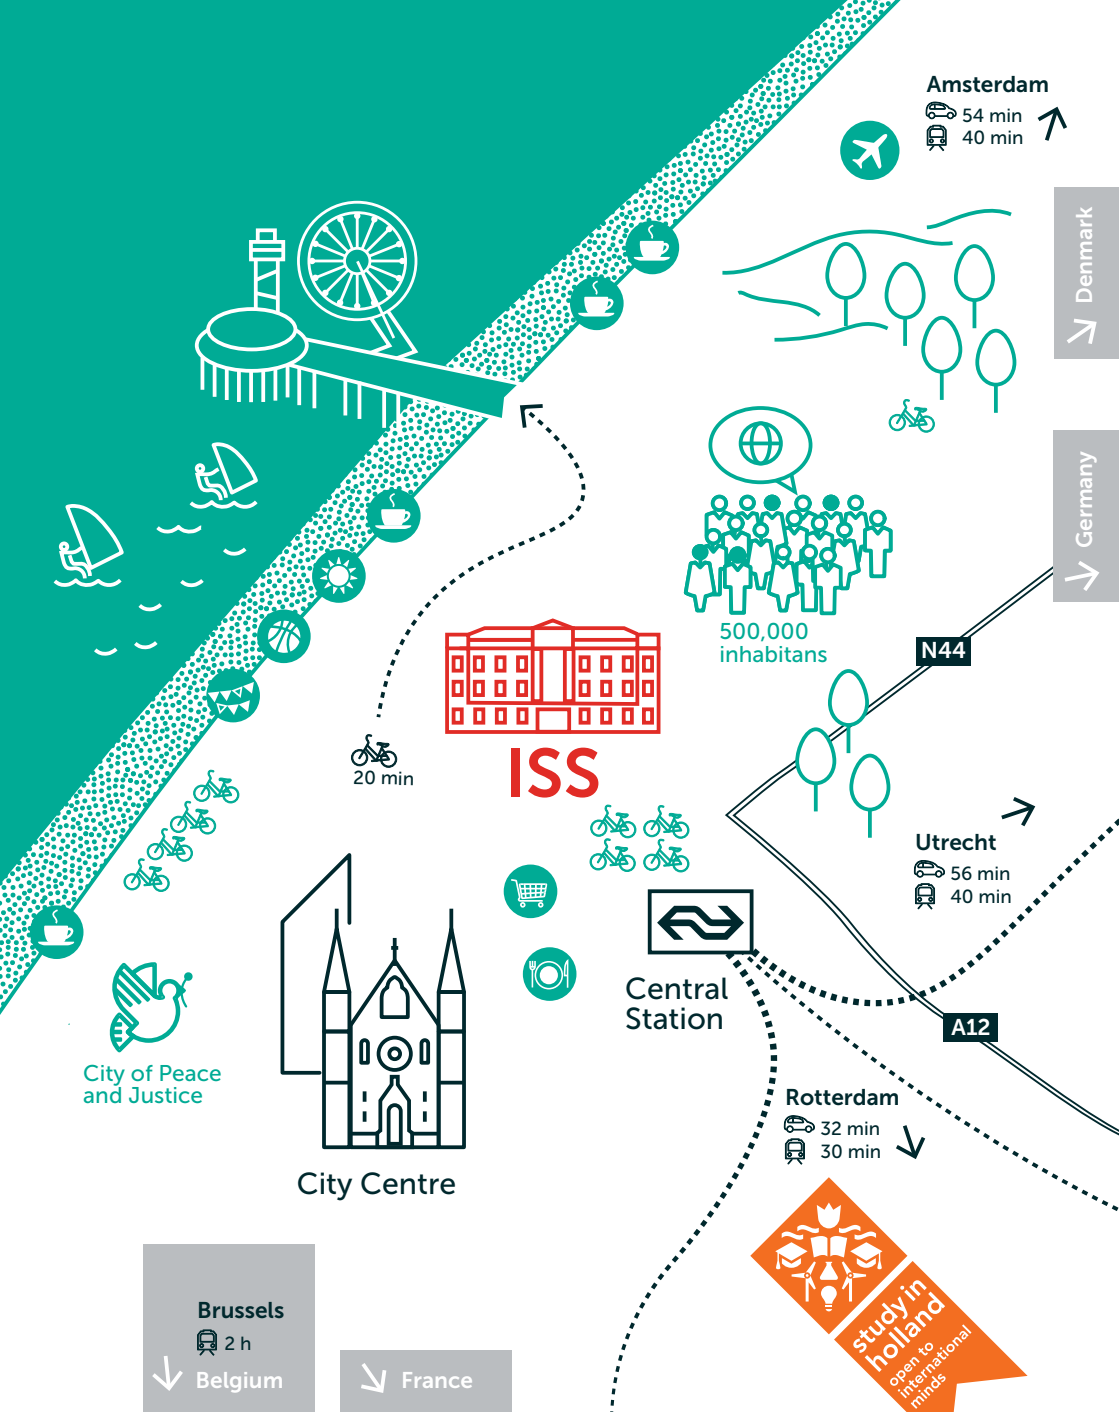 Amsterdam
54 min
40 min
Denmark
Germany
500,000
inhabitans
N44
ISS
20 min
Utrecht
56 min
40 min
Central
Station
A12
City of Peace
and Justice
Rotterdam
32 min
30 min
City Centre
study in
holland
open to
international
minds
Brussels
2 h
Belgium
France